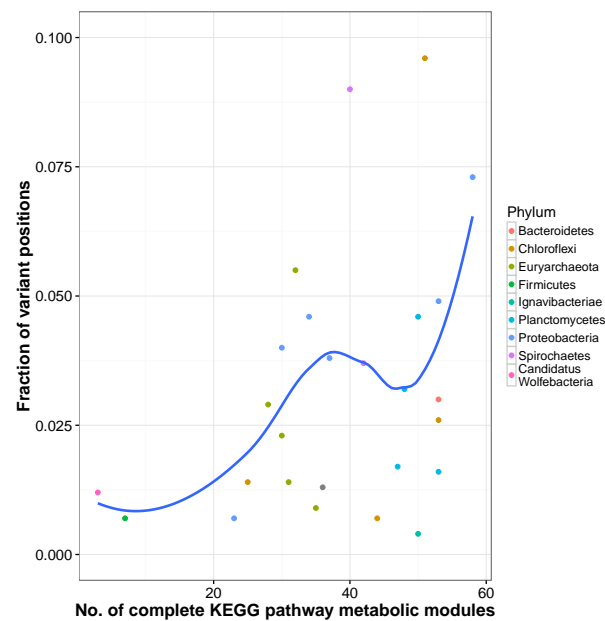 0.100
0.075
0.050
0.025
0.000
Fraction of variant positions
20 40 60
No. of complete KEGG pathway metabolic modules
Phylum
Bacteroidetes
Chloroflexi
Euryarchaeota
Firmicutes
Ignavibacteriae
Planctomycetes
Proteobacteria
Spirochaetes
Candidatus
Wolfebacteria